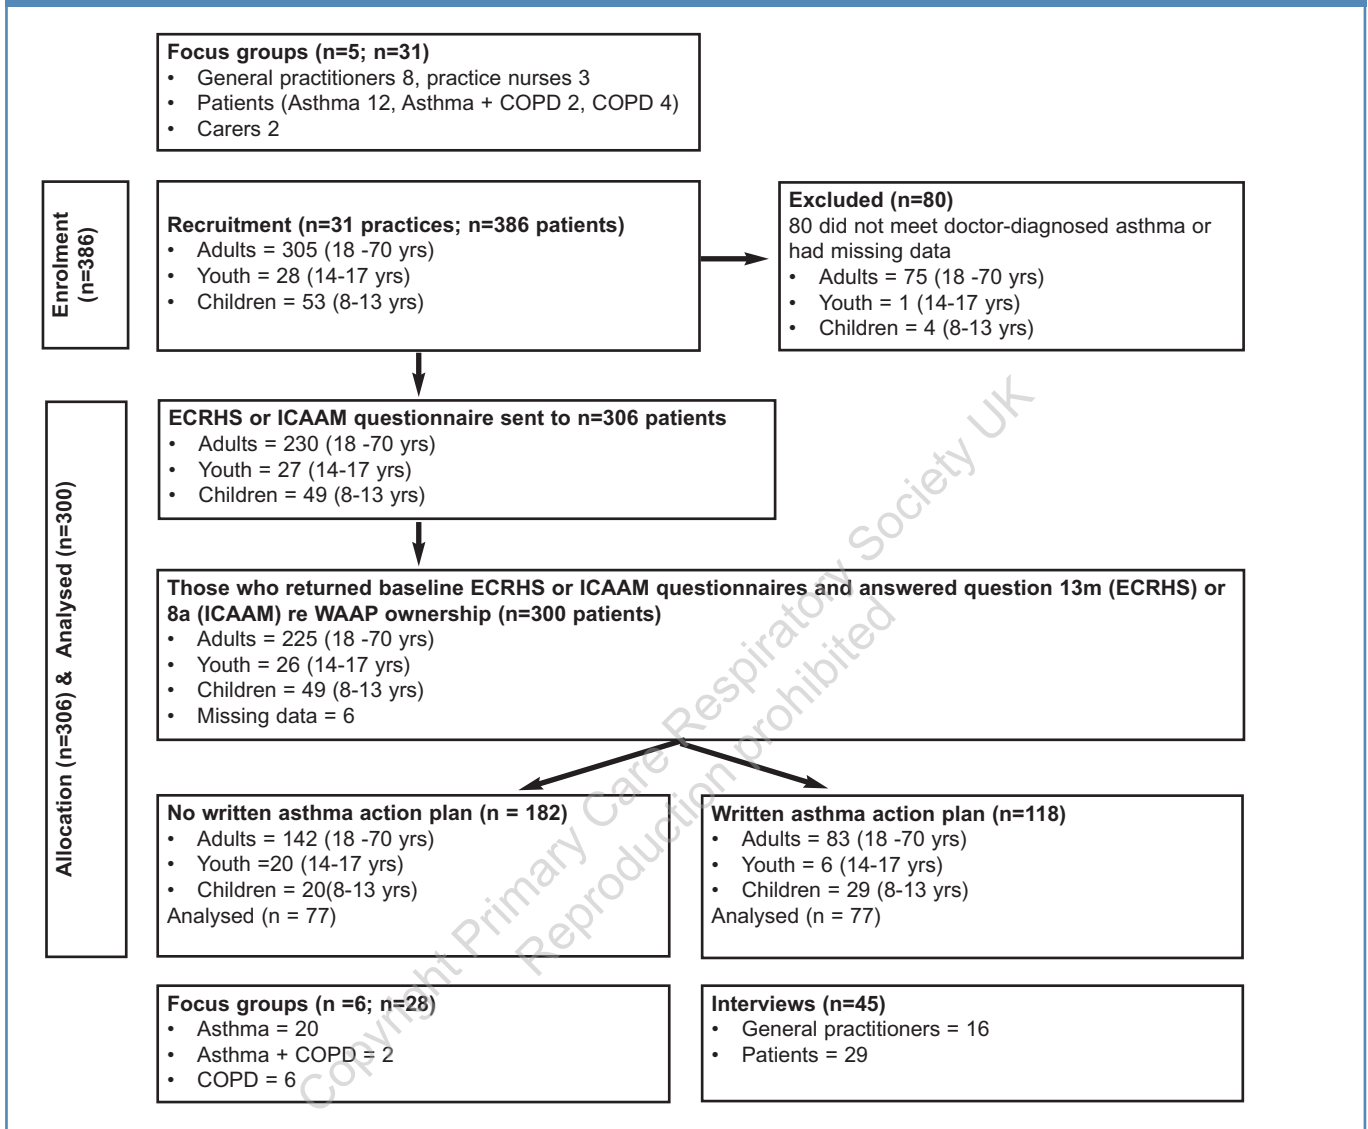 Focus groups (n=5; n=31)
• General practitioners 8, practice nurses 3
• Patients (Asthma 12, Asthma + COPD 2, COPD 4)
• Carers 2
Enrolment
(n=386)
Recruitment (n=31 practices; n=386 patients)
• Adults = 305 (18 -70 yrs)
• Youth = 28 (14-17 yrs)
• Children = 53 (8-13 yrs)
Excluded (n=80)
80 did not meet doctor-diagnosed asthma or
had missing data
• Adults = 75 (18 -70 yrs)
• Youth = 1 (14-17 yrs)
• Children = 4 (8-13 yrs)
Allocation (n=306) & Analysed (n=300)
ECRHS or ICAAM questionnaire sent to n=306 patients
• Adults = 230 (18 -70 yrs)
• Youth = 27 (14-17 yrs)
• Children = 49 (8-13 yrs)
Those who returned baseline ECRHS or ICAAM questionnaires and answered question 13m (ECRHS) or
8a (ICAAM) re WAAP ownership (n=300 patients)
• Adults = 225 (18 -70 yrs)
• Youth = 26 (14-17 yrs)
• Children = 49 (8-13 yrs)
• Missing data = 6
No written asthma action plan (n = 182)
• Adults = 142 (18 -70 yrs)
• Youth =20 (14-17 yrs)
• Children = 20(8-13 yrs)
Analysed (n = 77)
Written asthma action plan (n=118)
• Adults = 83 (18 -70 yrs)
• Youth = 6 (14-17 yrs)
• Children = 29 (8-13 yrs)
Analysed (n = 77)
Focus groups (n =6; n=28)
• Asthma = 20
• Asthma + COPD = 2
• COPD = 6
Interviews (n=45)
• General practitioners = 16
• Patients = 29
Copyright Primary Care Respiratory Society UK
Reproduction prohibited